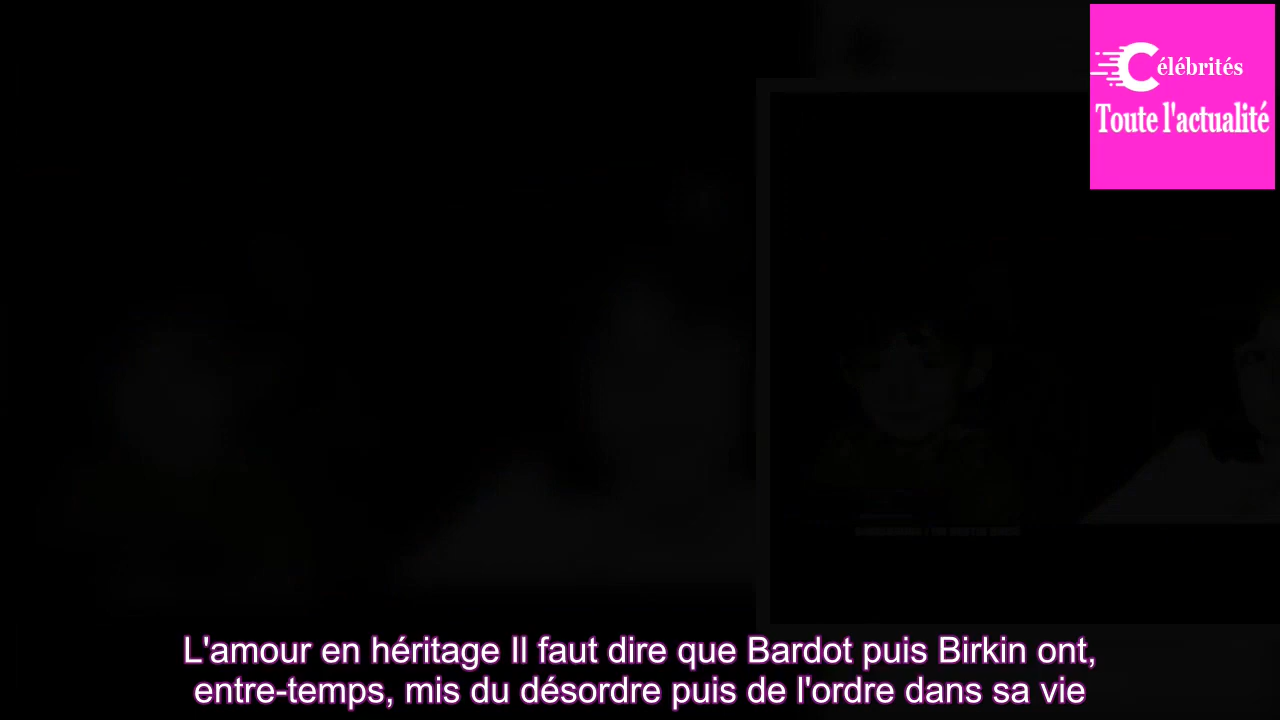 Célébrités
Toute l'actualité
L'amour en héritage Il faut dire que Bardot puis Birkin ont,
entre-temps, mis du désordre puis de l'ordre dans sa vie